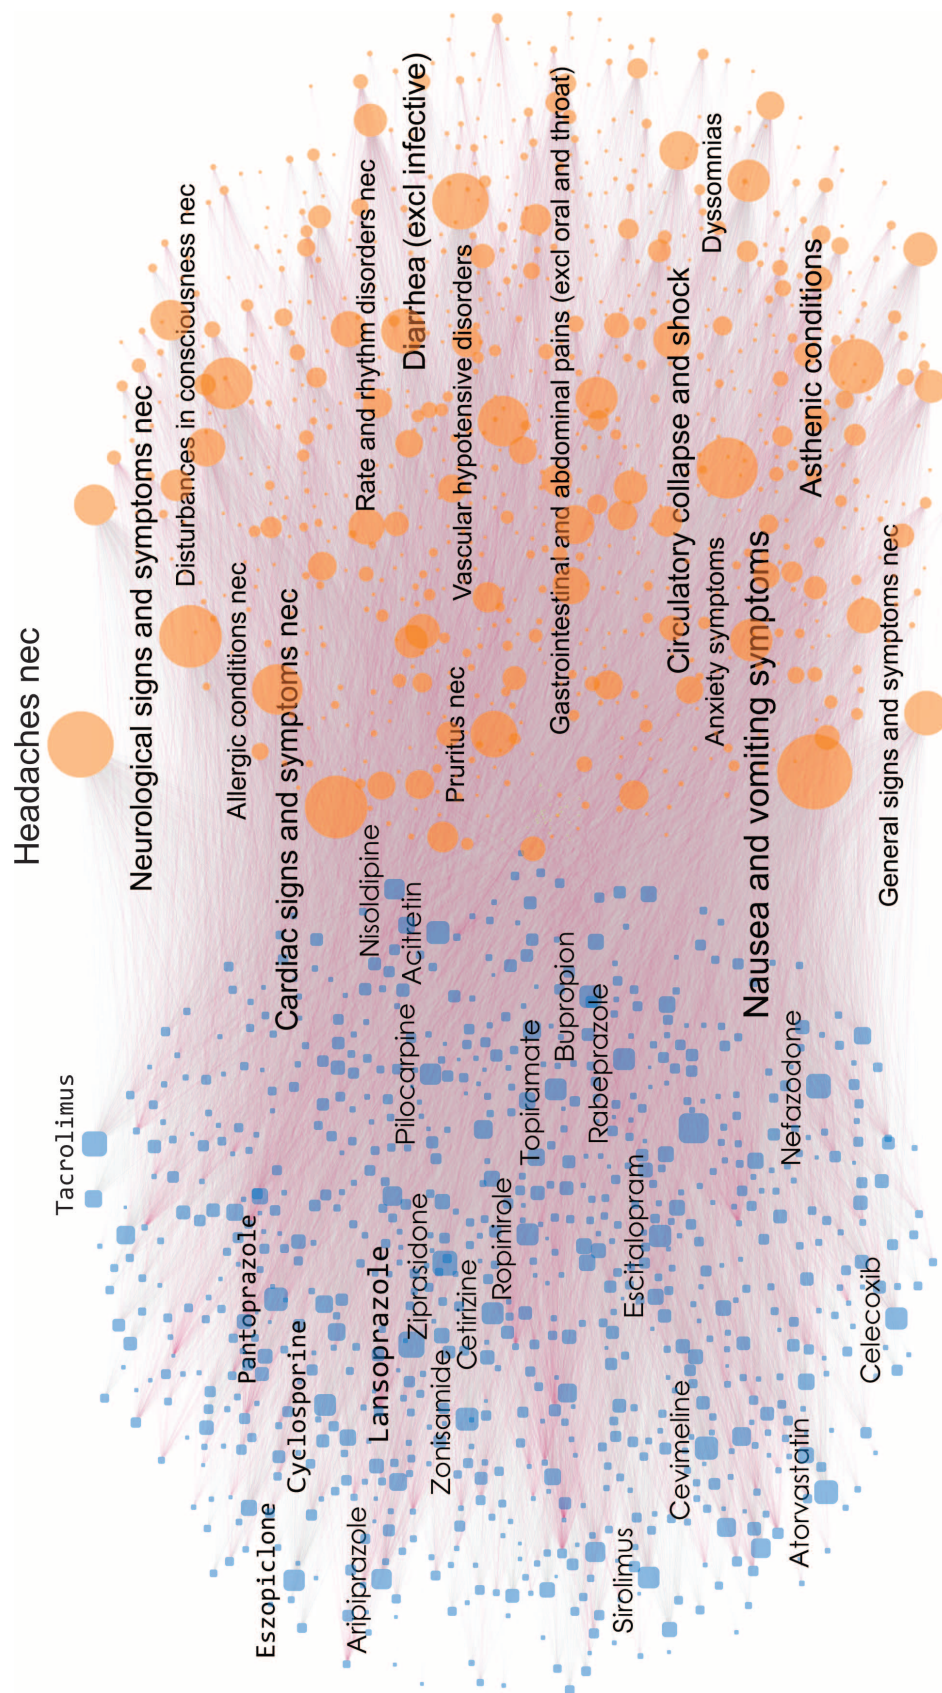 Headaches nec
Neurological signs and symptoms nec
Disturbances in consciousness nec
Allergic conditions nec
Cardiac signs and symptoms nec
Rate and rhythm disorders nec
Diarrhea (excl infective)
Vascular hypotensive disorders
Pruritus nec
Gastrointestinal and abdominal pains (excl oral and throat)
Circulatory collapse and shock
Dyssomnias
Anxiety symptoms
Nausea and vomiting symptoms
Asthenic conditions
General signs and symptoms nec
Tacrolimus
Nisoldipine
Acitretin
Pilocarpine
Topiramate
Bupropion
Rabeprazole
Nefazodone
Pantoprazole
Cyclosporine
Lansoprazole
Ziprasidone
Cetirizine
Ropinirole
Escitalopram
Celecoxib
Eszopiclone
Aripiprazole
Zonisamide
Sirolimus
Cevimeline
Atorvastatin